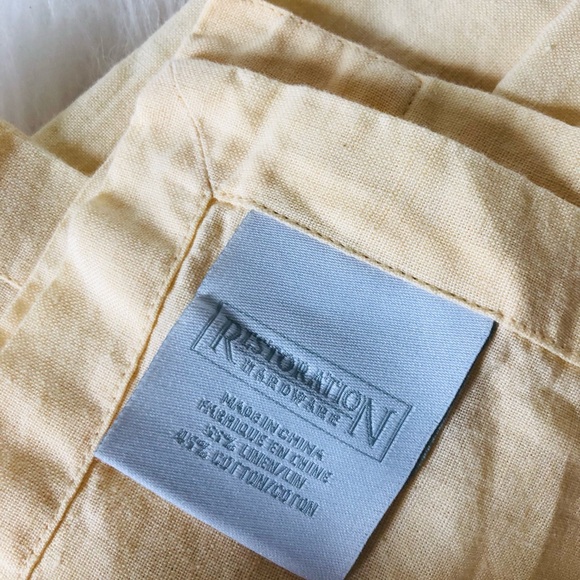 RESTORATION
HARDWARE
MADE IN CHINA
FABRIQUE EN CHINE
55% LINEN/LIN
45% COTTON/COTON